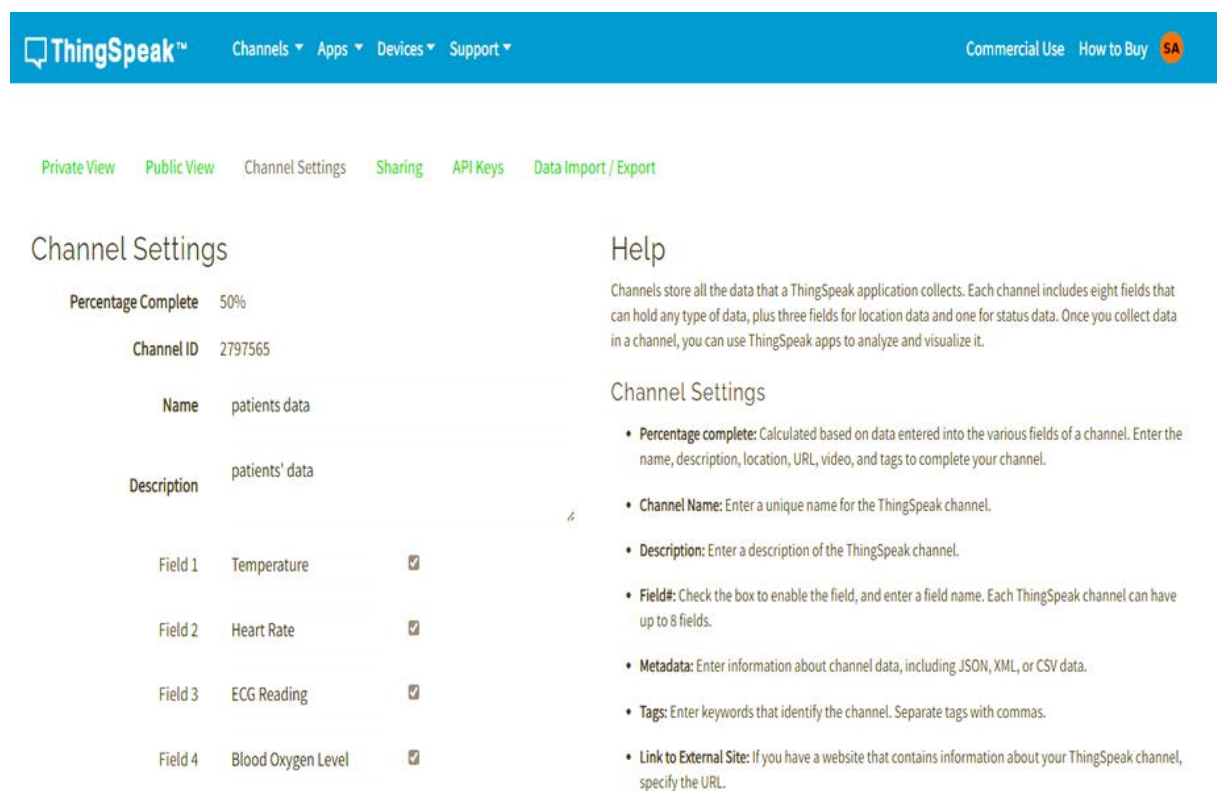 ThingSpeak™ Channels Apps Devices Support Commercial Use How to Buy SA
Private View Public View Channel Settings Sharing API Keys Data Import / Export
Channel Settings
Percentage Complete 50%
Channel ID 2797565
Name patients data
Description patients' data
Field 1 Temperature
Field 2 Heart Rate
Field 3 ECG Reading
Field 4 Blood Oxygen Level
Help
Channels store all the data that a ThingSpeak application collects. Each channel includes eight fields that
can hold any type of data, plus three fields for location data and one for status data. Once you collect data
in a channel, you can use ThingSpeak apps to analyze and visualize it.
Channel Settings
• Percentage complete: Calculated based on data entered into the various fields of a channel. Enter the
name, description, location, URL, video, and tags to complete your channel.
• Channel Name: Enter a unique name for the ThingSpeak channel.
• Description: Enter a description of the ThingSpeak channel.
• Field#: Check the box to enable the field, and enter a field name. Each ThingSpeak channel can have
up to 8 fields.
• Metadata: Enter information about channel data, including JSON, XML, or CSV data.
• Tags: Enter keywords that identify the channel. Separate tags with commas.
• Link to External Site: If you have a website that contains information about your ThingSpeak channel,
specify the URL.